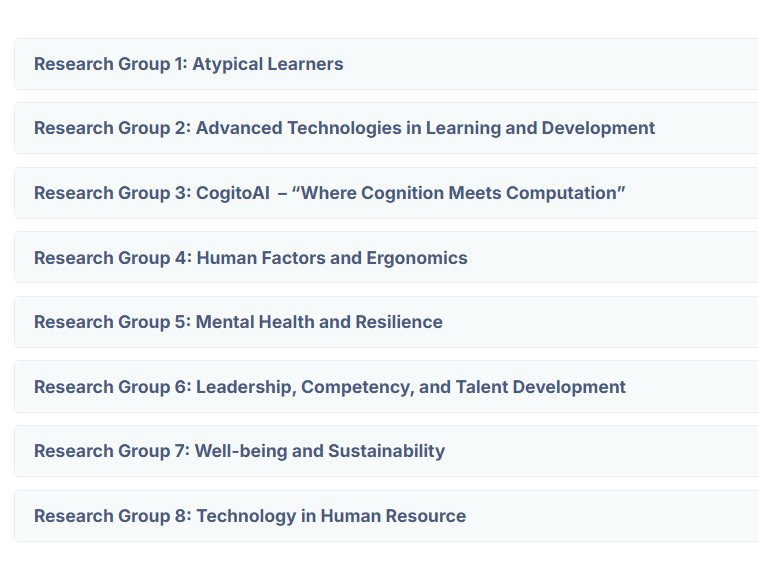 Research Group 1: Atypical Learners
Research Group 2: Advanced Technologies in Learning and Development
Research Group 3: CogitoAI – “Where Cognition Meets Computation”
Research Group 4: Human Factors and Ergonomics
Research Group 5: Mental Health and Resilience
Research Group 6: Leadership, Competency, and Talent Development
Research Group 7: Well-being and Sustainability
Research Group 8: Technology in Human Resource